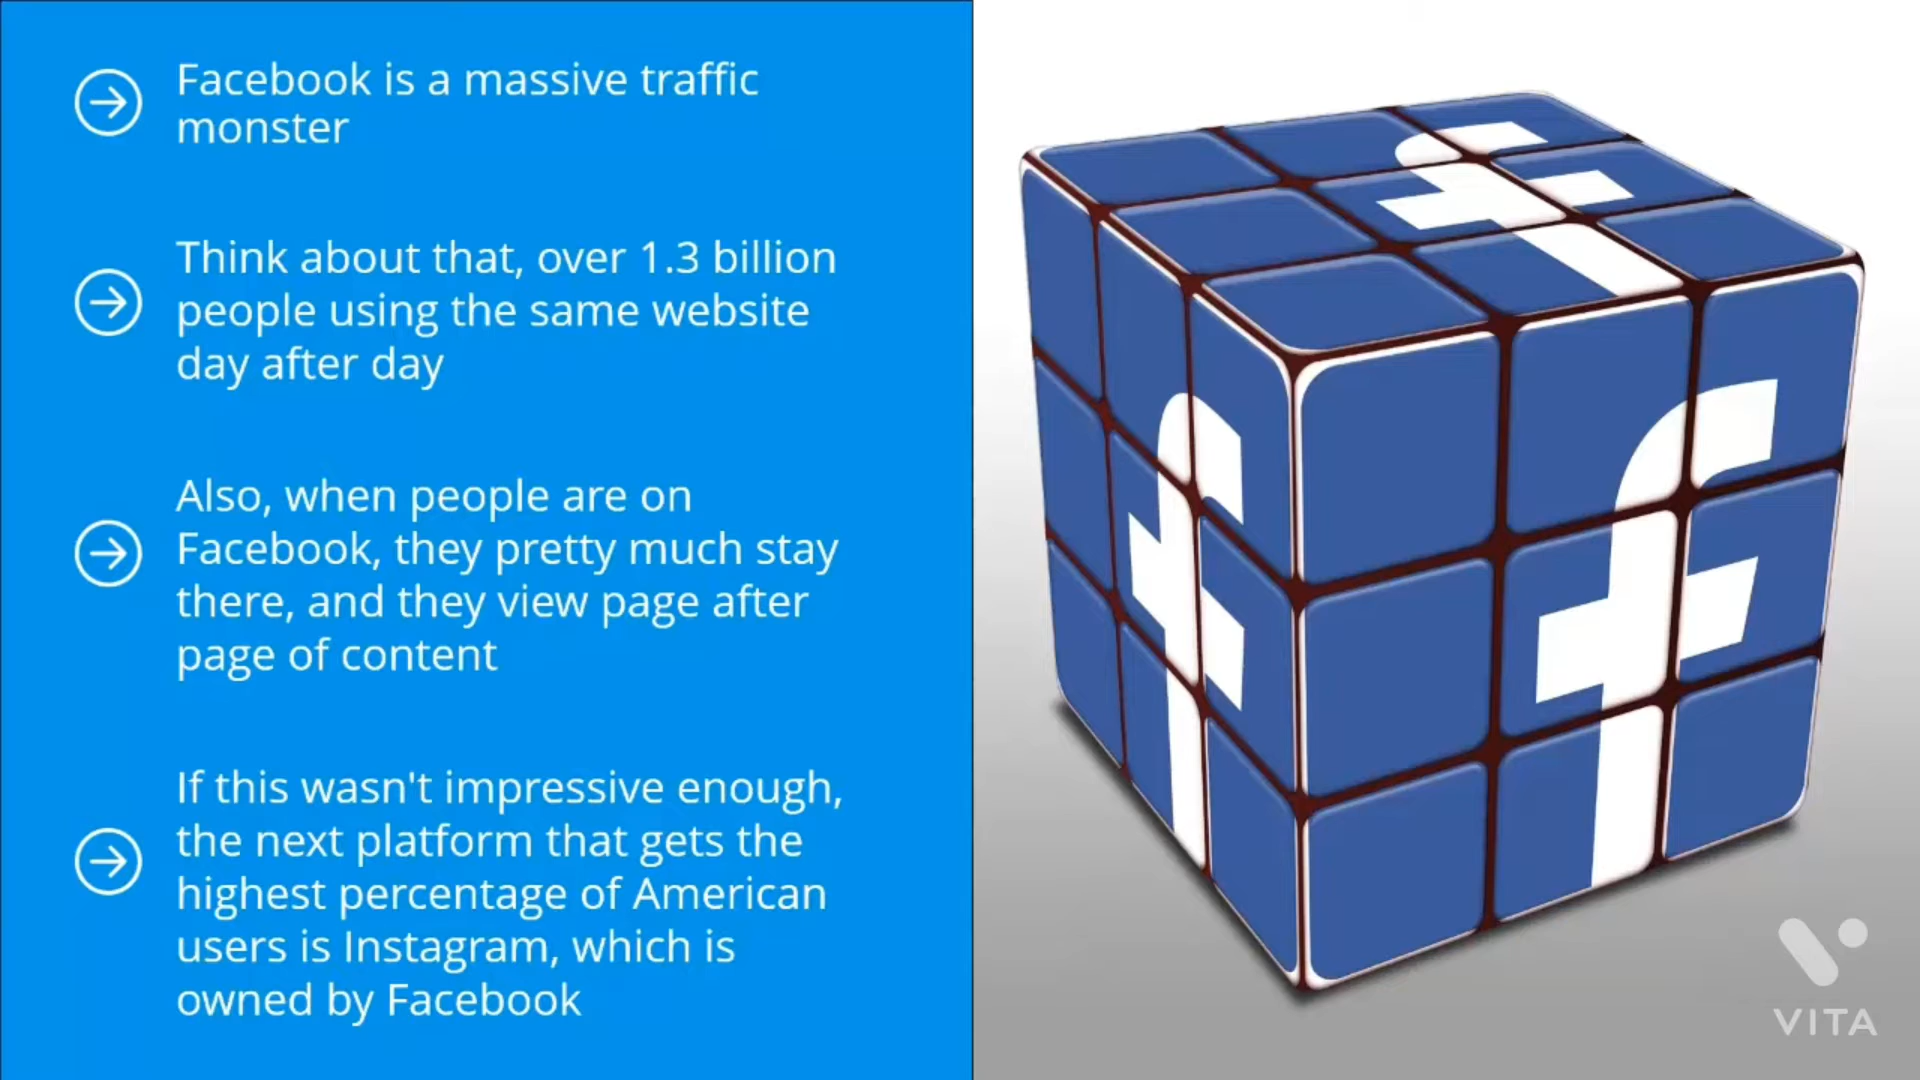 Facebook is a massive traffic
monster
Think about that, over 1.3 billion
people using the same website
day after day
Also, when people are on
Facebook, they pretty much stay
there, and they view page after
page of content
If this wasn't impressive enough,
the next platform that gets the
highest percentage of American
users is Instagram, which is
owned by Facebook
f
f
f
VITA